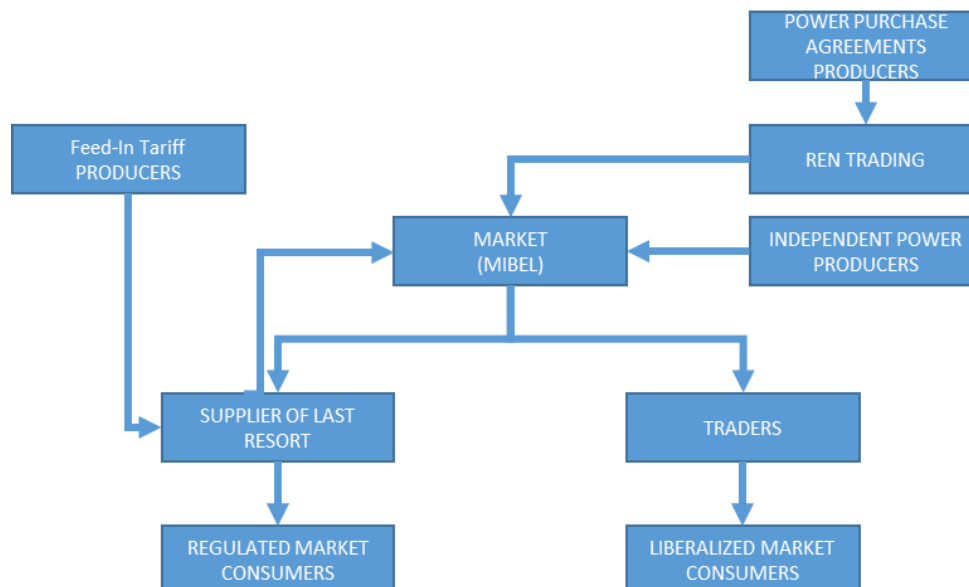 POWER PURCHASE
AGREEMENTS
PRODUCERS
Feed-In Tariff
PRODUCERS
REN TRADING
MARKET
(MIBEL)
INDEPENDENT POWER
PRODUCERS
SUPPLIER OF LAST
RESORT
TRADERS
REGULATED MARKET
CONSUMERS
LIBERALIZED MARKET
CONSUMERS